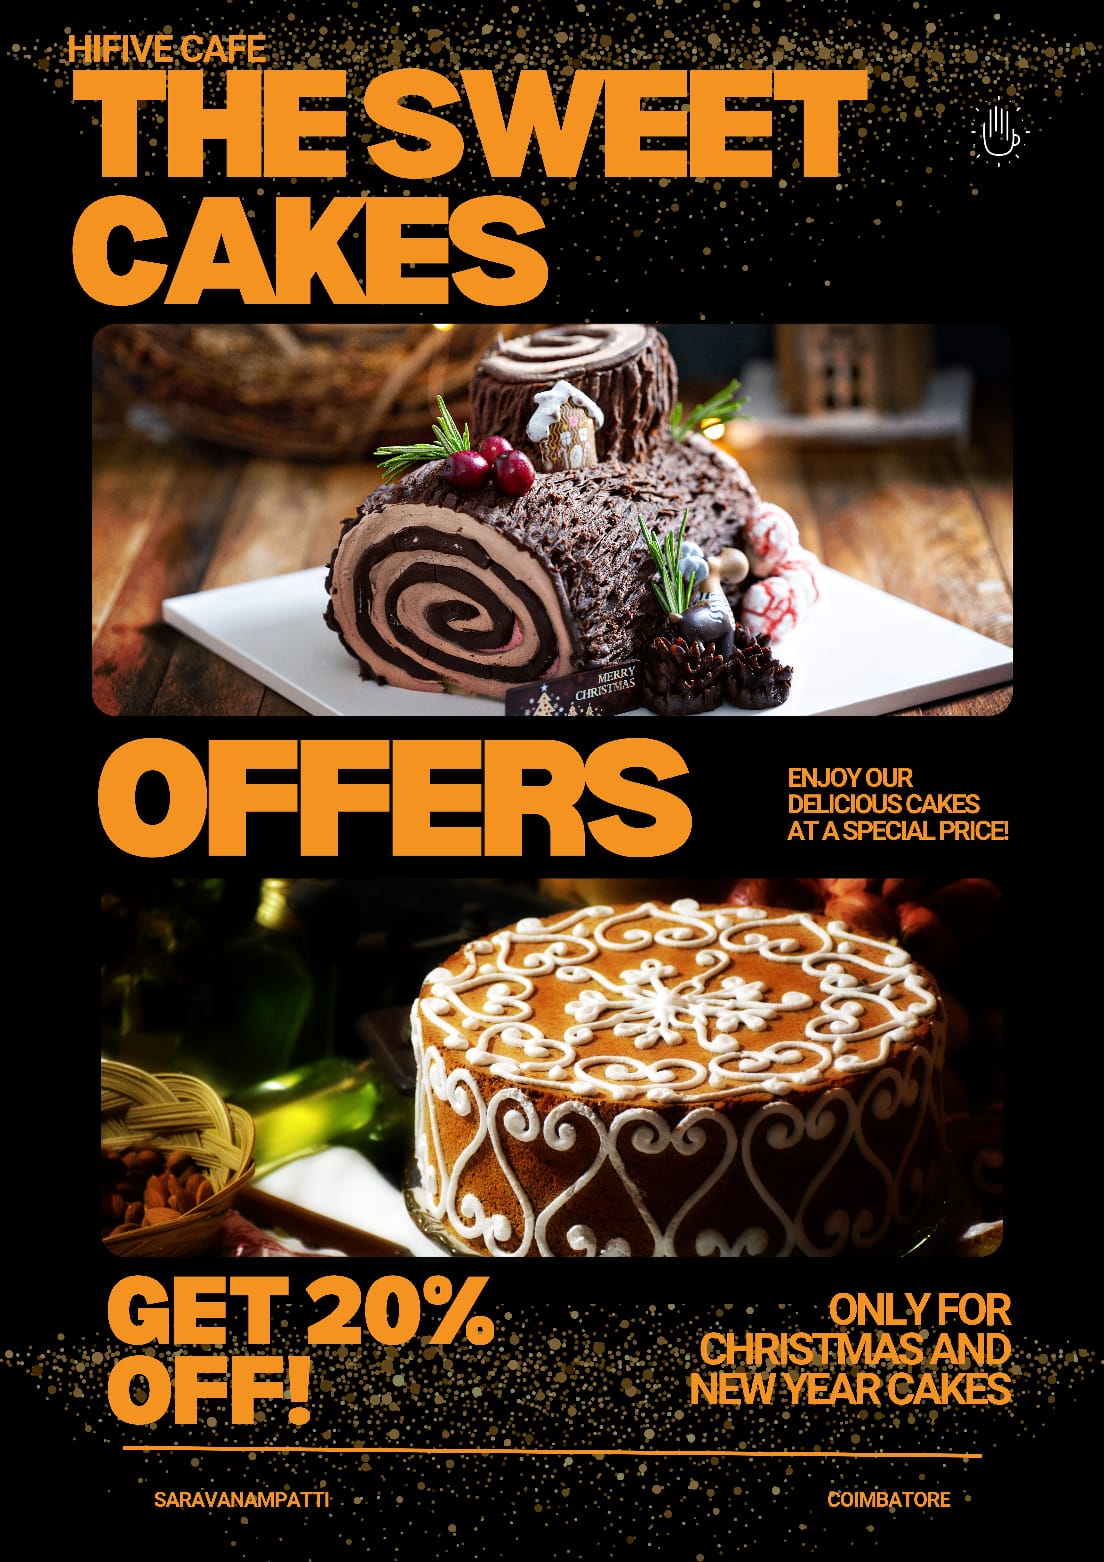 HIFIVE CAFE
THE SWEET
CAKES
MERRY
CHRISTMAS
OFFERS
ENJOY OUR
DELICIOUS CAKES
AT A SPECIAL PRICE!
GET 20%
OFF!
ONLY FOR
CHRISTMAS AND
NEW YEAR CAKES
SARAVANAMPATTI
COIMBATORE